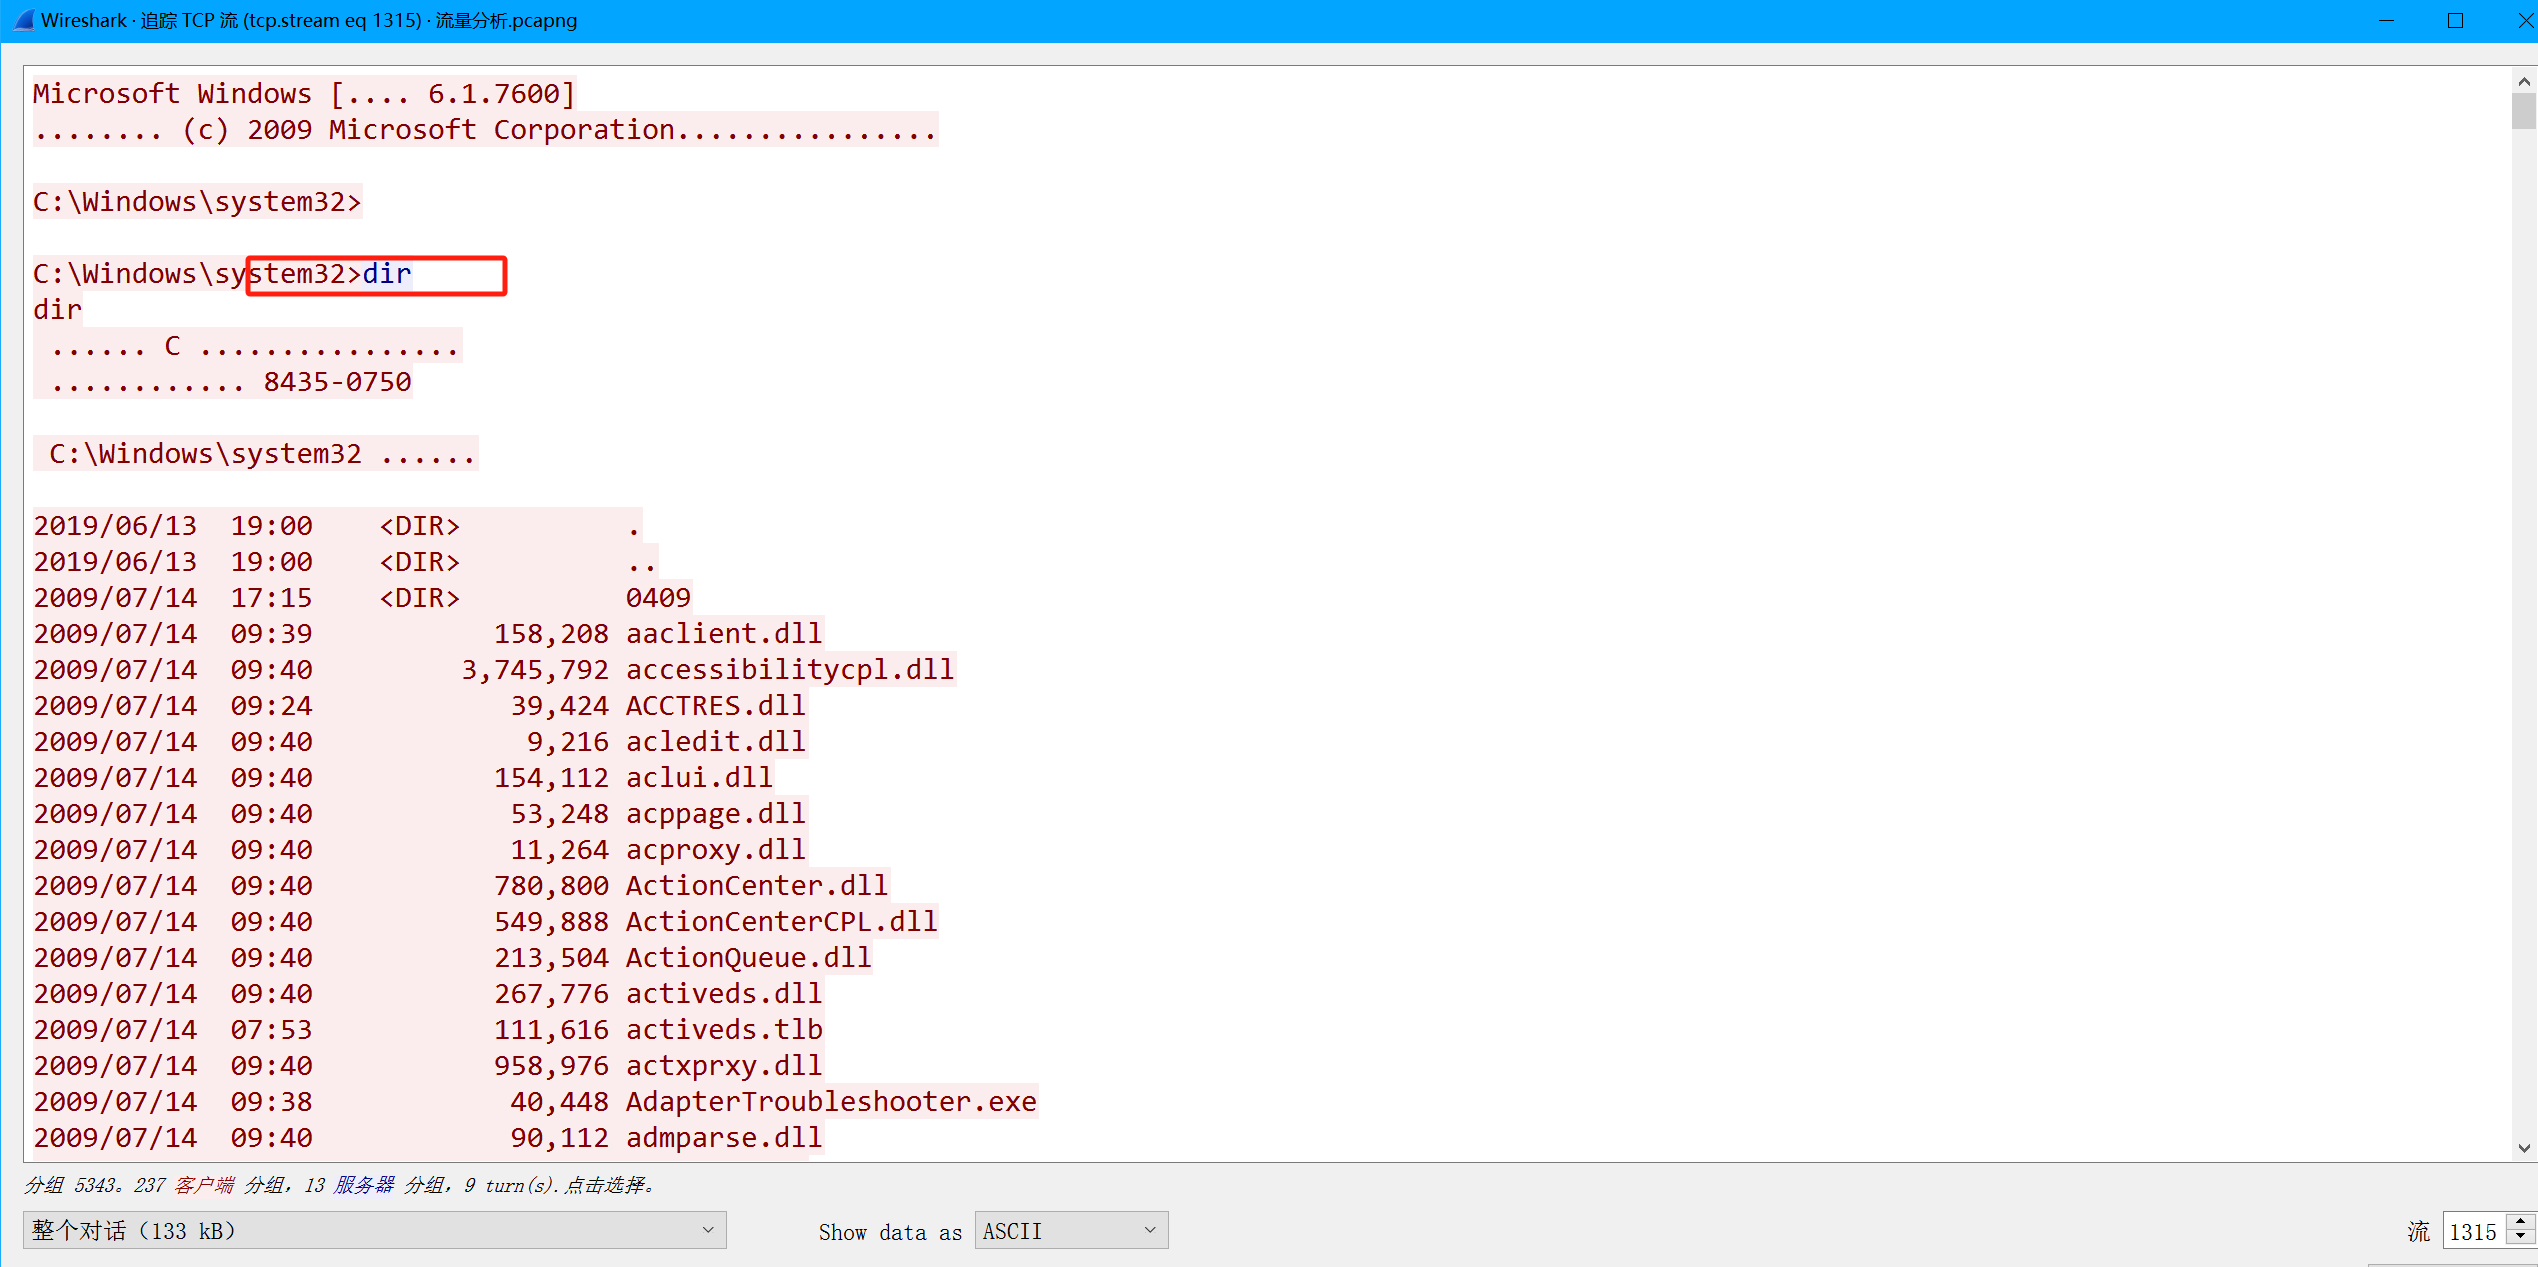 Wireshark · 追踪 TCP 流 (tcp.stream eq 1315) · 流量分析.pcapng
Microsoft Windows [.... 6.1.7600]
........ (c) 2009 Microsoft Corporation................
C:\Windows\system32>
C:\Windows\system32>dir
dir
 ...... C ................
 ............ 8435-0750
 C:\Windows\system32 ......
2019/06/13  19:00    <DIR>          .
2019/06/13  19:00    <DIR>          ..
2009/07/14  17:15    <DIR>          0409
2009/07/14  09:39           158,208 aaclient.dll
2009/07/14  09:40         3,745,792 accessibilitycpl.dll
2009/07/14  09:24            39,424 ACCTRES.dll
2009/07/14  09:40             9,216 acledit.dll
2009/07/14  09:40           154,112 aclui.dll
2009/07/14  09:40            53,248 acppage.dll
2009/07/14  09:40            11,264 acproxy.dll
2009/07/14  09:40           780,800 ActionCenter.dll
2009/07/14  09:40           549,888 ActionCenterCPL.dll
2009/07/14  09:40           213,504 ActionQueue.dll
2009/07/14  09:40           267,776 activeds.dll
2009/07/14  07:53           111,616 activeds.tlb
2009/07/14  09:40           958,976 actxprxy.dll
2009/07/14  09:38            40,448 AdapterTroubleshooter.exe
2009/07/14  09:40            90,112 admparse.dll
分组 5343。237 客户端 分组，13 服务器 分组，9 turn(s).点击选择。
整个对话（133 kB） Show data as ASCII 流 1315